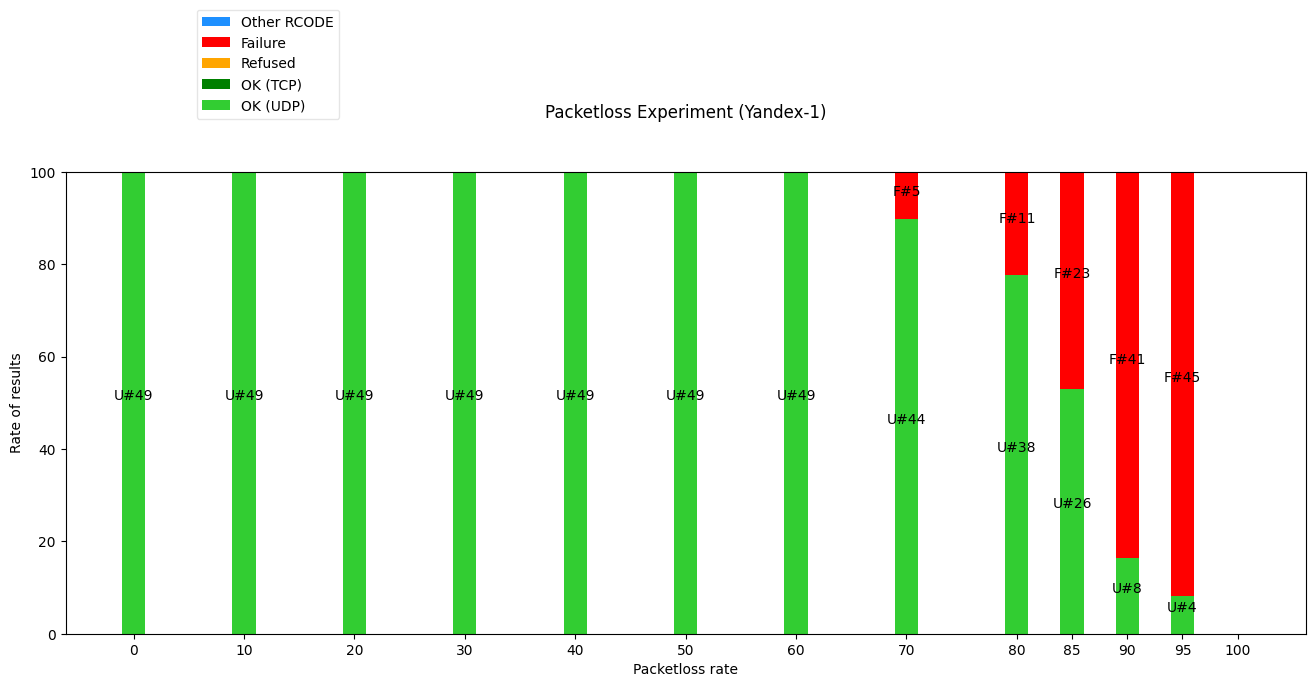 Other RCODE
Failure
Refused
OK (TCP)
OK (UDP)
Packetloss Experiment (Yandex-1)
Rate of results
100
80
60
40
20
0
F#5
F#11
F#23
F#41
F#45
U#49 U#49 U#49 U#49 U#49 U#49 U#49
U#44
U#38
U#26
U#8
U#4
0 10 20 30 40 50 60 70 80 85 90 95 100
Packetloss rate